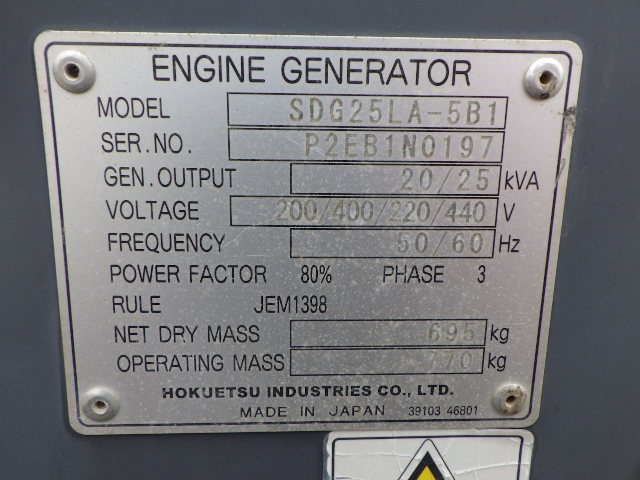 ENGINE GENERATOR
MODEL SDG25LA-5B1
SER.NO. P2EB1N0197
GEN.OUTPUT 20/25 kVA
VOLTAGE 200/400/220/440 V
FREQUENCY 50/60 Hz
POWER FACTOR 80% PHASE 3
RULE JEM1398
NET DRY MASS 695 kg
OPERATING MASS 770 kg
HOKUETSU INDUSTRIES CO., LTD.
MADE IN JAPAN 39103 46801